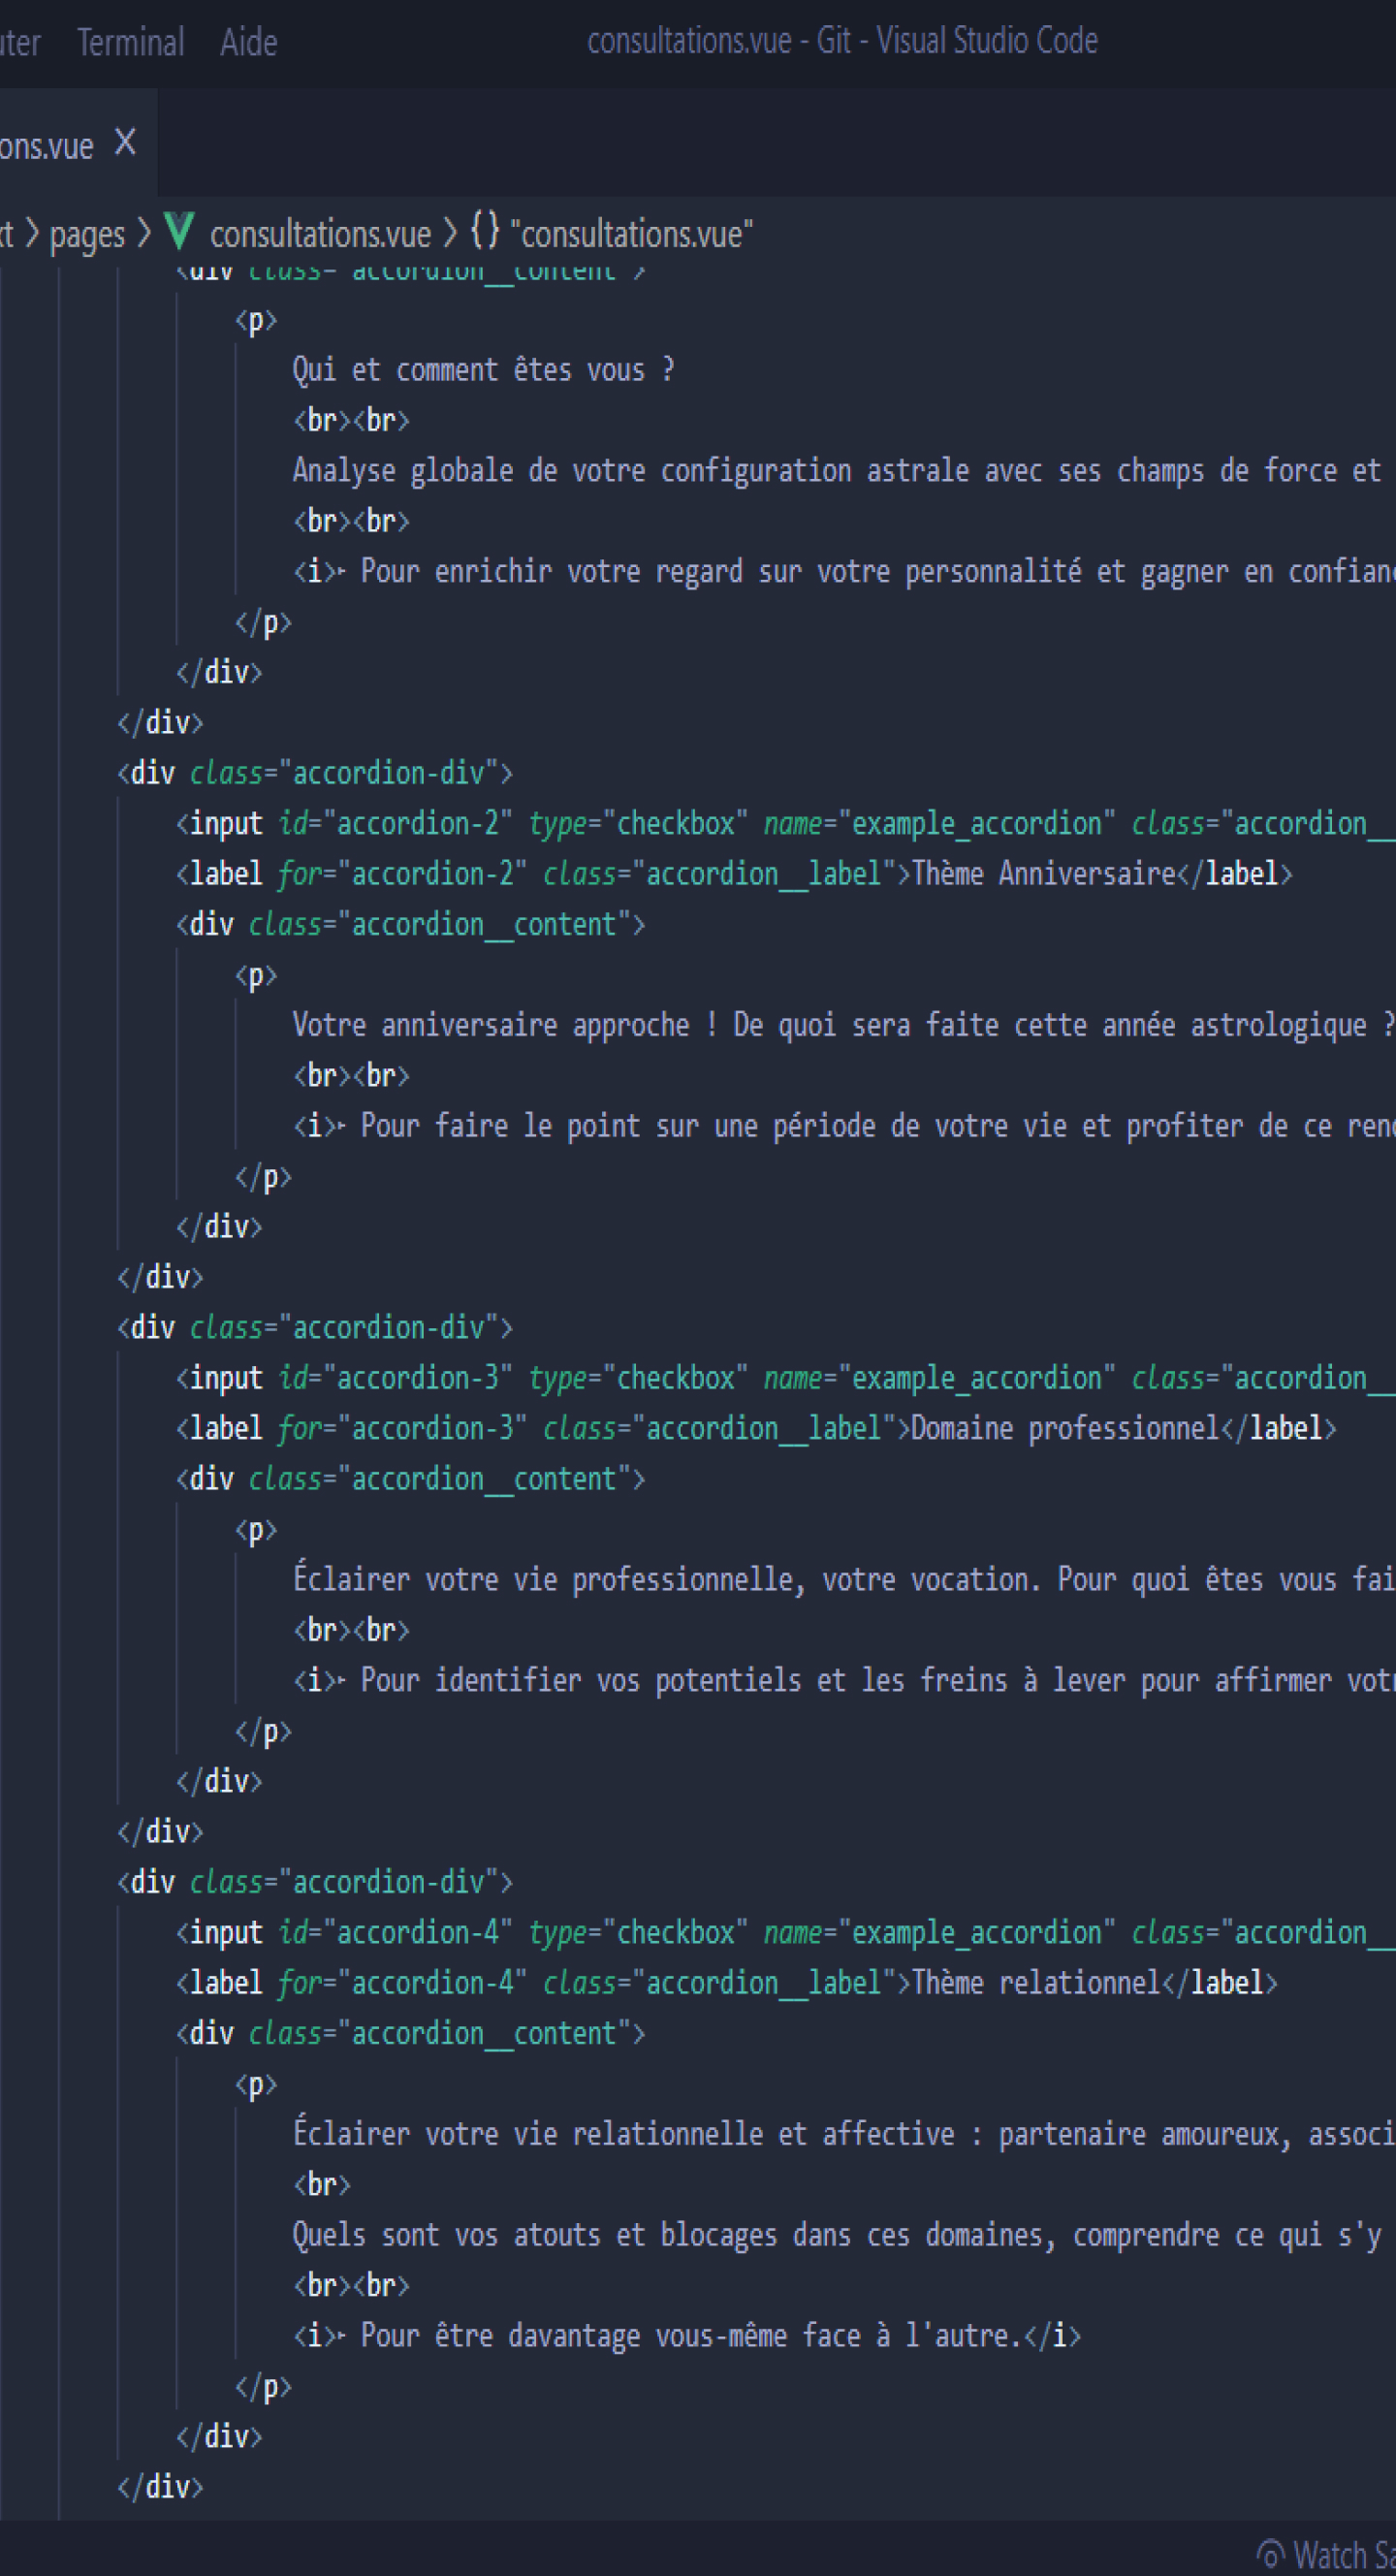 Terminal Aide consultations.vue - Git - Visual Studio Code
ons.vue X
pages > consultations.vue > {} "consultations.vue"
<div class="accordion__content">
<p>
Qui et comment êtes vous ?
<br><br>
Analyse globale de votre configuration astrale avec ses champs de force et
<br><br>
<i>➤ Pour enrichir votre regard sur votre personnalité et gagner en
</p>
</div>
</div>
<div class="accordion-div">
<input id="accordion-2" type="checkbox" name="example_accordion" class="accordion__
<label for="accordion-2" class="accordion__label">Thème Anniversaire</label>
<div class="accordion__content">
<p>
Votre anniversaire approche ! De quoi sera faite cette année astrologique ?
<br><br>
<i>➤ Pour faire le point sur une période de votre vie et profiter de ce
</p>
</div>
</div>
<div class="accordion-div">
<input id="accordion-3" type="checkbox" name="example_accordion" class="accordion__
<label for="accordion-3" class="accordion__label">Domaine professionnel</label>
<div class="accordion__content">
<p>
Éclairer votre vie professionnelle, votre vocation. Pour quoi êtes vous fai
<br><br>
<i>➤ Pour identifier vos potentiels et les freins à lever pour affirmer
</p>
</div>
</div>
<div class="accordion-div">
<input id="accordion-4" type="checkbox" name="example_accordion" class="accordion__
<label for="accordion-4" class="accordion__label">Thème relationnel</label>
<div class="accordion__content">
<p>
Éclairer votre vie relationnelle et affective : partenaire amoureux, associ
<br>
Quels sont vos atouts et blocages dans ces domaines, comprendre ce qui s'y
<br><br>
<i>➤ Pour être davantage vous-même face à l'autre.</i>
</p>
</div>
</div>
Watch